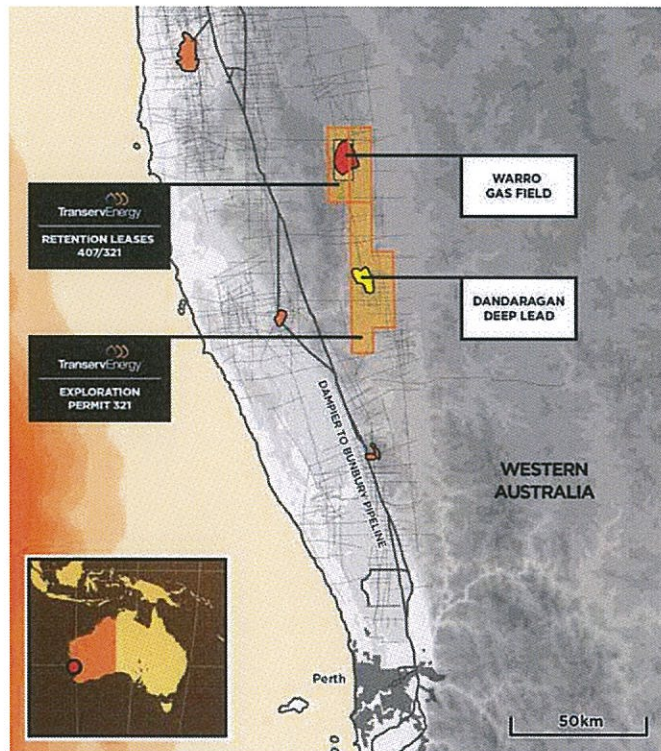 WARRO
GAS FIELD
TranservEnergy
RETENTION LEASES
407/321
DANDARAGAN
DEEP LEAD
TranservEnergy
EXPLORATION
PERMIT 321
DAMPIER TO BUNBURY PIPELINE
WESTERN
AUSTRALIA
Perth
50km